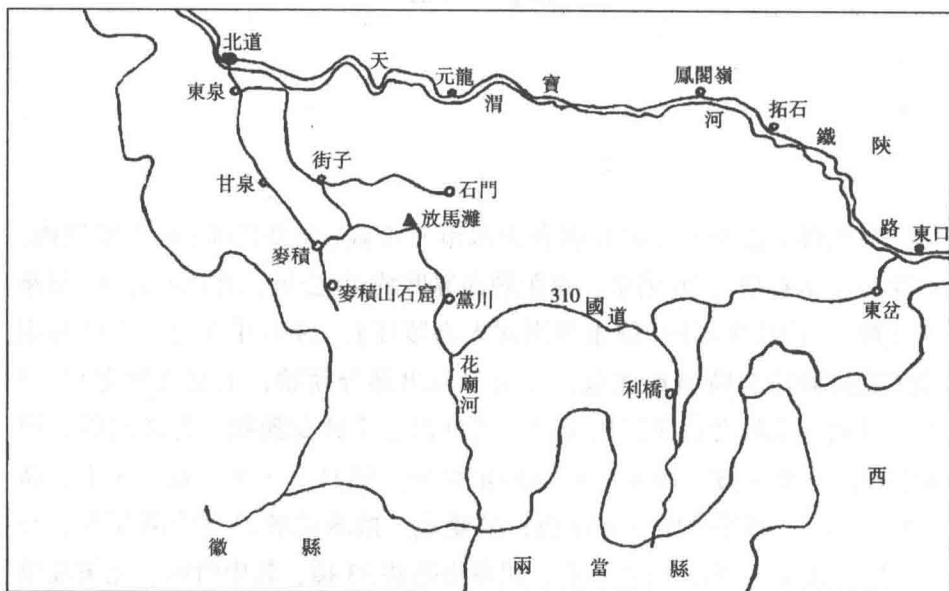 北道
東泉
天
寶
鐵
路
元龍
渭
河
鳳閣嶺
拓石
陝
西
街子
甘泉
石門
放馬灘
東口
麥積
麥積山石窟
黨川
310 國道
東岔
花廟河
利橋
徽 縣
兩 當 縣